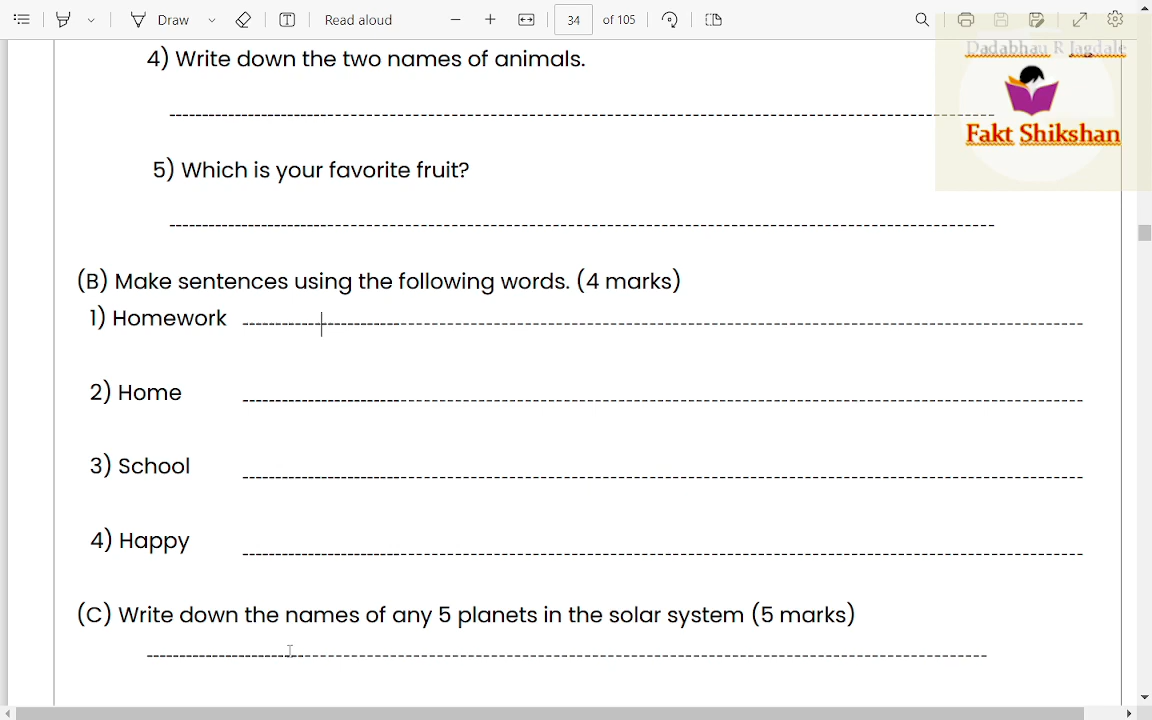 Draw
Read aloud
34 of 105
Dadabhau R Jagdale
Fakt Shikshan
4) Write down the two names of animals.
5) Which is your favorite fruit?
(B) Make sentences using the following words. (4 marks)
1) Homework
2) Home
3) School
4) Happy
(C) Write down the names of any 5 planets in the solar system (5 marks)